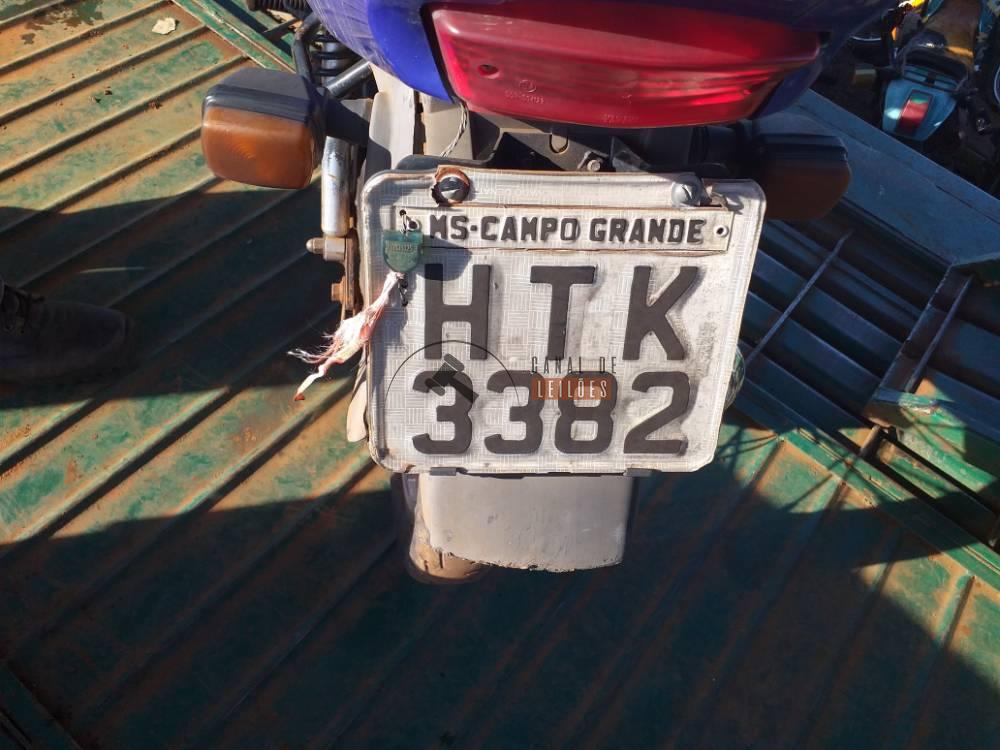 MS-CAMPO GRANDE
HTK
CANAL DE
LEILÕES
3382